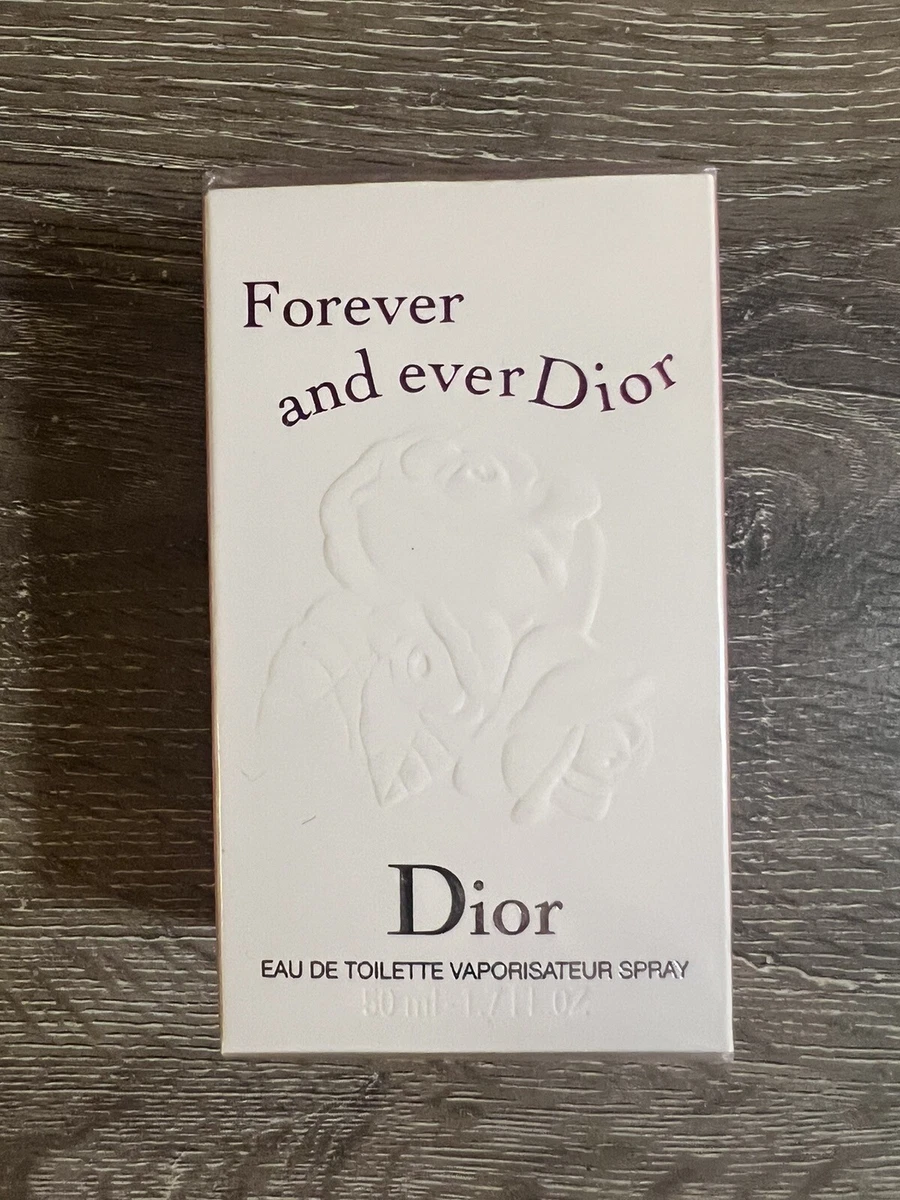 Forever
and ever Dior
Dior
EAU DE TOILETTE VAPORISATEUR SPRAY
50 ml - 1.7 fl oz.